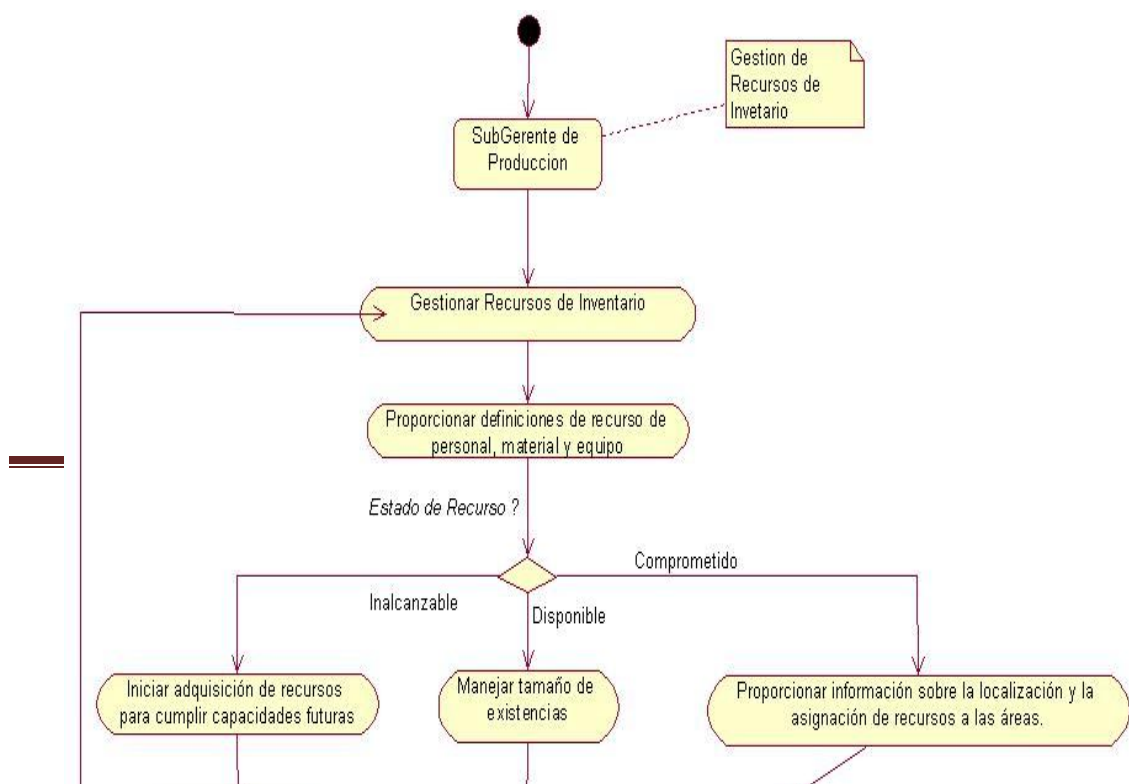 Gestion de
Recursos de
Invetario
SubGerente de
Produccion
Gestionar Recursos de Inventario
Proporcionar definiciones de recurso de
personal, material y equipo
Estado de Recurso ?
Comprometido
Inalcanzable
Disponible
Iniciar adquisición de recursos
para cumplir capacidades futuras
Manejar tamaño de
existencias
Proporcionar información sobre la localización y la
asignación de recursos a las áreas.